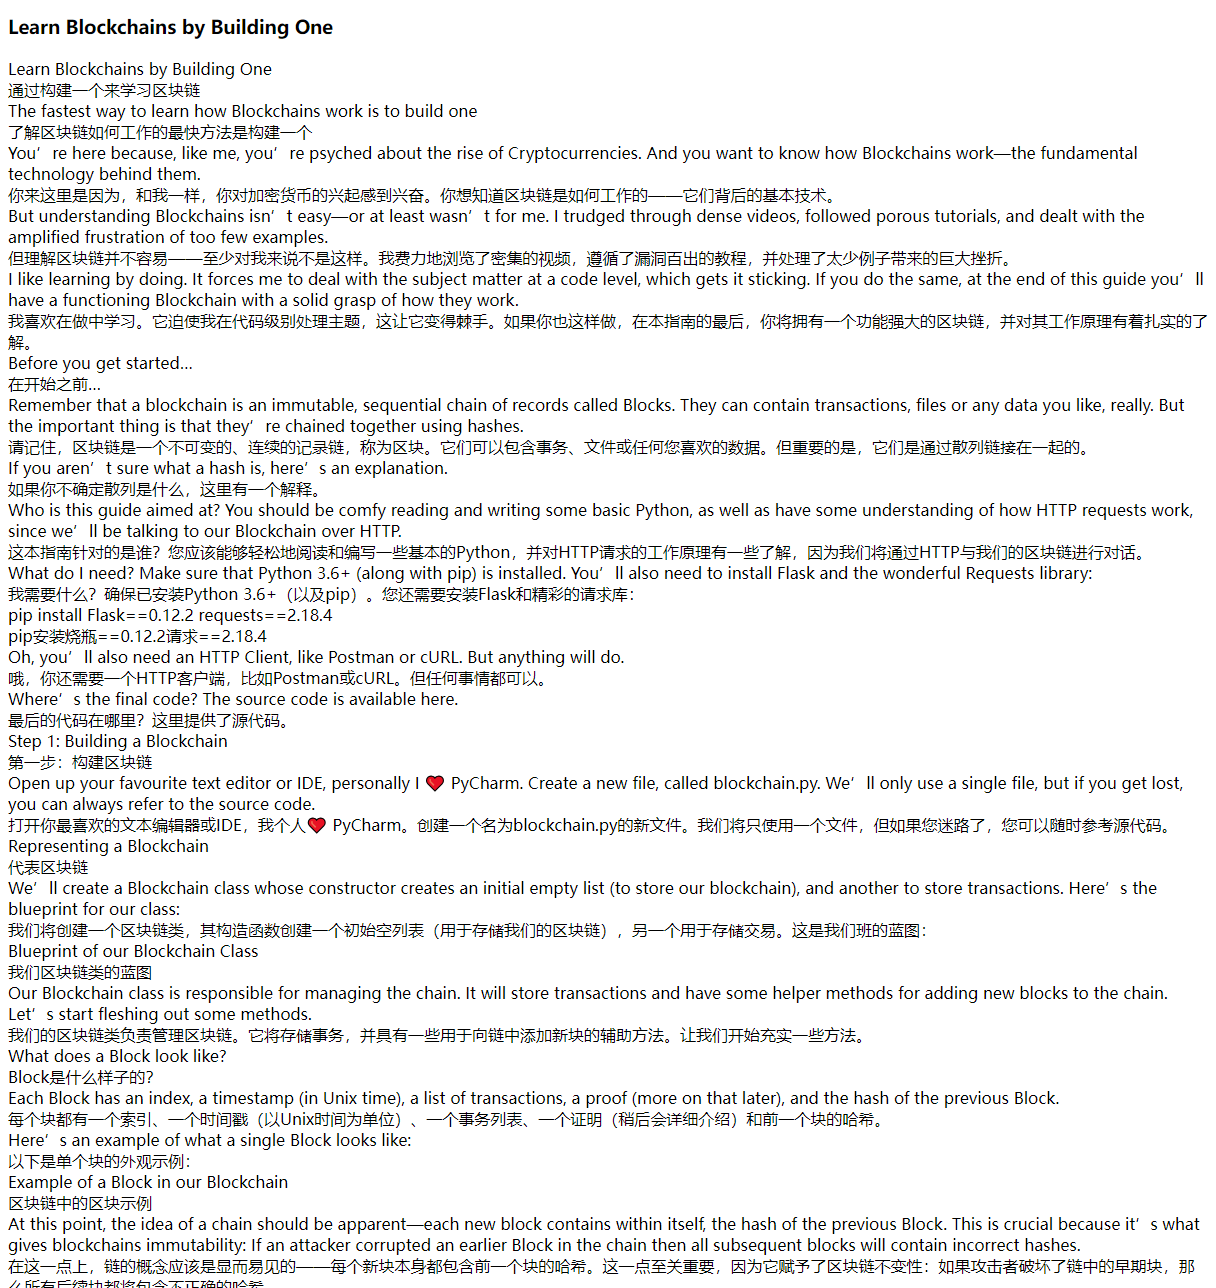 Learn Blockchains by Building One
Learn Blockchains by Building One
通过构建一个来学习区块链
The fastest way to learn how Blockchains work is to build one
了解区块链如何工作的最快方法是构建一个
You’re here because, like me, you’re psyched about the rise of Cryptocurrencies. And you want to know how Blockchains work—the fundamental
technology behind them.
你来这里是因为，和我一样，你对加密货币的兴起感到兴奋。你想知道区块链是如何工作的——它们背后的基本技术。
But understanding Blockchains isn’t easy—or at least wasn’t for me. I trudged through dense videos, followed porous tutorials, and dealt with the
amplified frustration of too few examples.
但理解区块链并不容易——至少对我来说不是这样。我费力地浏览了密集的视频，遵循了漏洞百出的教程，并处理了太少例子带来的巨大挫折。
I like learning by doing. It forces me to deal with the subject matter at a code level, which gets it sticking. If you do the same, at the end of this guide you’ll
have a functioning Blockchain with a solid grasp of how they work.
我喜欢在做中学习。它迫使我在代码级别处理主题，这让它变得棘手。如果你也这样做，在本指南的最后，你将拥有一个功能强大的区块链，并对其工作原理有着扎实的了
解。
Before you get started…
在开始之前…
Remember that a blockchain is an immutable, sequential chain of records called Blocks. They can contain transactions, files or any data you like, really. But
the important thing is that they’re chained together using hashes.
请记住，区块链是一个不可变的、连续的记录链，称为区块。它们可以包含事务、文件或任何您喜欢的数据。但重要的是，它们是通过散列链接在一起的。
If you aren’t sure what a hash is, here’s an explanation.
如果你不确定散列是什么，这里有一个解释。
Who is this guide aimed at? You should be comfy reading and writing some basic Python, as well as have some understanding of how HTTP requests work,
since we’ll be talking to our Blockchain over HTTP.
这本指南针对的是谁？您应该能够轻松地阅读和编写一些基本的Python，并对HTTP请求的工作原理有一些了解，因为我们将通过HTTP与我们的区块链进行对话。
What do I need? Make sure that Python 3.6+ (along with pip) is installed. You’ll also need to install Flask and the wonderful Requests library:
我需要什么？确保已安装Python 3.6+（以及pip）。您还需要安装Flask和精彩的请求库：
pip install Flask==0.12.2 requests==2.18.4
pip安装烧瓶==0.12.2请求==2.18.4
Oh, you’ll also need an HTTP Client, like Postman or cURL. But anything will do.
哦，你还需要一个HTTP客户端，比如Postman或cURL。但任何事情都可以。
Where’s the final code? The source code is available here.
最后的代码在哪里？这里提供了源代码。
Step 1: Building a Blockchain
第一步：构建区块链
Open up your favourite text editor or IDE, personally I ❤️ PyCharm. Create a new file, called blockchain.py. We’ll only use a single file, but if you get lost,
you can always refer to the source code.
打开你最喜欢的文本编辑器或IDE，我个人❤️ PyCharm。创建一个名为blockchain.py的新文件。我们将只使用一个文件，但如果您迷路了，您可以随时参考源代码。
Representing a Blockchain
代表区块链
We’ll create a Blockchain class whose constructor creates an initial empty list (to store our blockchain), and another to store transactions. Here’s the
blueprint for our class:
我们将创建一个区块链类，其构造函数创建一个初始空列表（用于存储我们的区块链），另一个用于存储交易。这是我们班的蓝图：
Blueprint of our Blockchain Class
我们区块链类的蓝图
Our Blockchain class is responsible for managing the chain. It will store transactions and have some helper methods for adding new blocks to the chain.
Let’s start fleshing out some methods.
我们的区块链类负责管理区块链。它将存储事务，并具有一些用于向链中添加新块的辅助方法。让我们开始充实一些方法。
What does a Block look like?
Block是什么样子的？
Each Block has an index, a timestamp (in Unix time), a list of transactions, a proof (more on that later), and the hash of the previous Block.
每个块都有一个索引、一个时间戳（以Unix时间为单位）、一个事务列表、一个证明（稍后会详细介绍）和前一个块的哈希。
Here’s an example of what a single Block looks like:
以下是单个块的外观示例：
Example of a Block in our Blockchain
区块链中的区块示例
At this point, the idea of a chain should be apparent—each new block contains within itself, the hash of the previous Block. This is crucial because it’s what
gives blockchains immutability: If an attacker corrupted an earlier Block in the chain then all subsequent blocks will contain incorrect hashes.
在这一点上，链的概念应该是显而易见的——每个新块本身都包含前一个块的哈希。这一点至关重要，因为它赋予了区块链不变性：如果攻击者破坏了链中的早期块，那
么所有后续块都将包含不正确的哈希